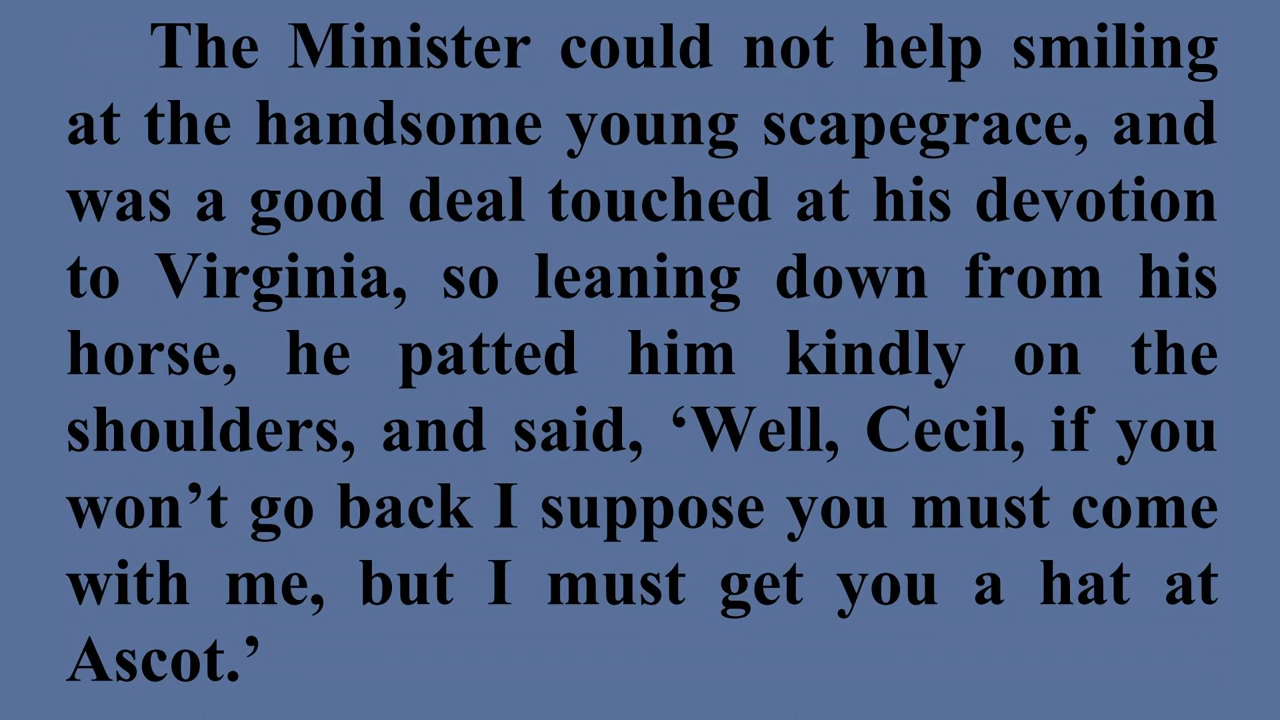 The Minister could not help smiling
at the handsome young scapegrace, and
was a good deal touched at his devotion
to Virginia, so leaning down from his
horse, he patted him kindly on the
shoulders, and said, ‘Well, Cecil, if you
won’t go back I suppose you must come
with me, but I must get you a hat at
Ascot.’